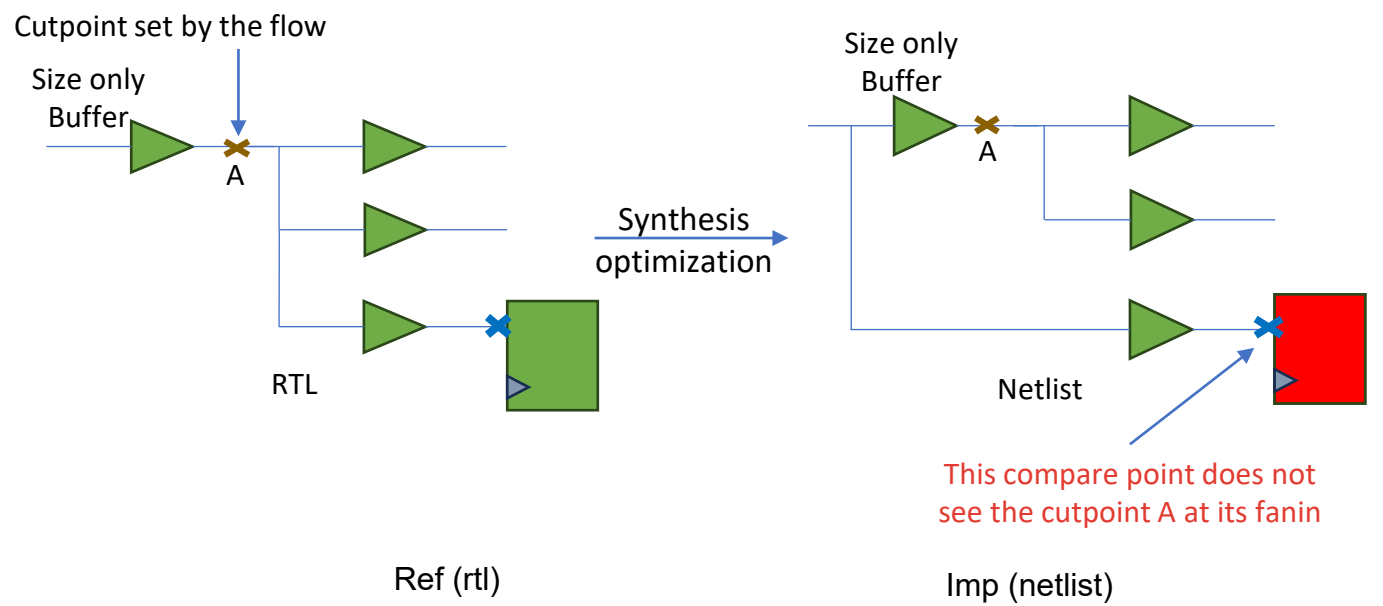 Cutpoint set by the flow
Size only
Buffer
A
RTL
Synthesis
optimization
Size only
Buffer
A
Netlist
This compare point does not
see the cutpoint A at its fanin
Ref (rtl)
Imp (netlist)